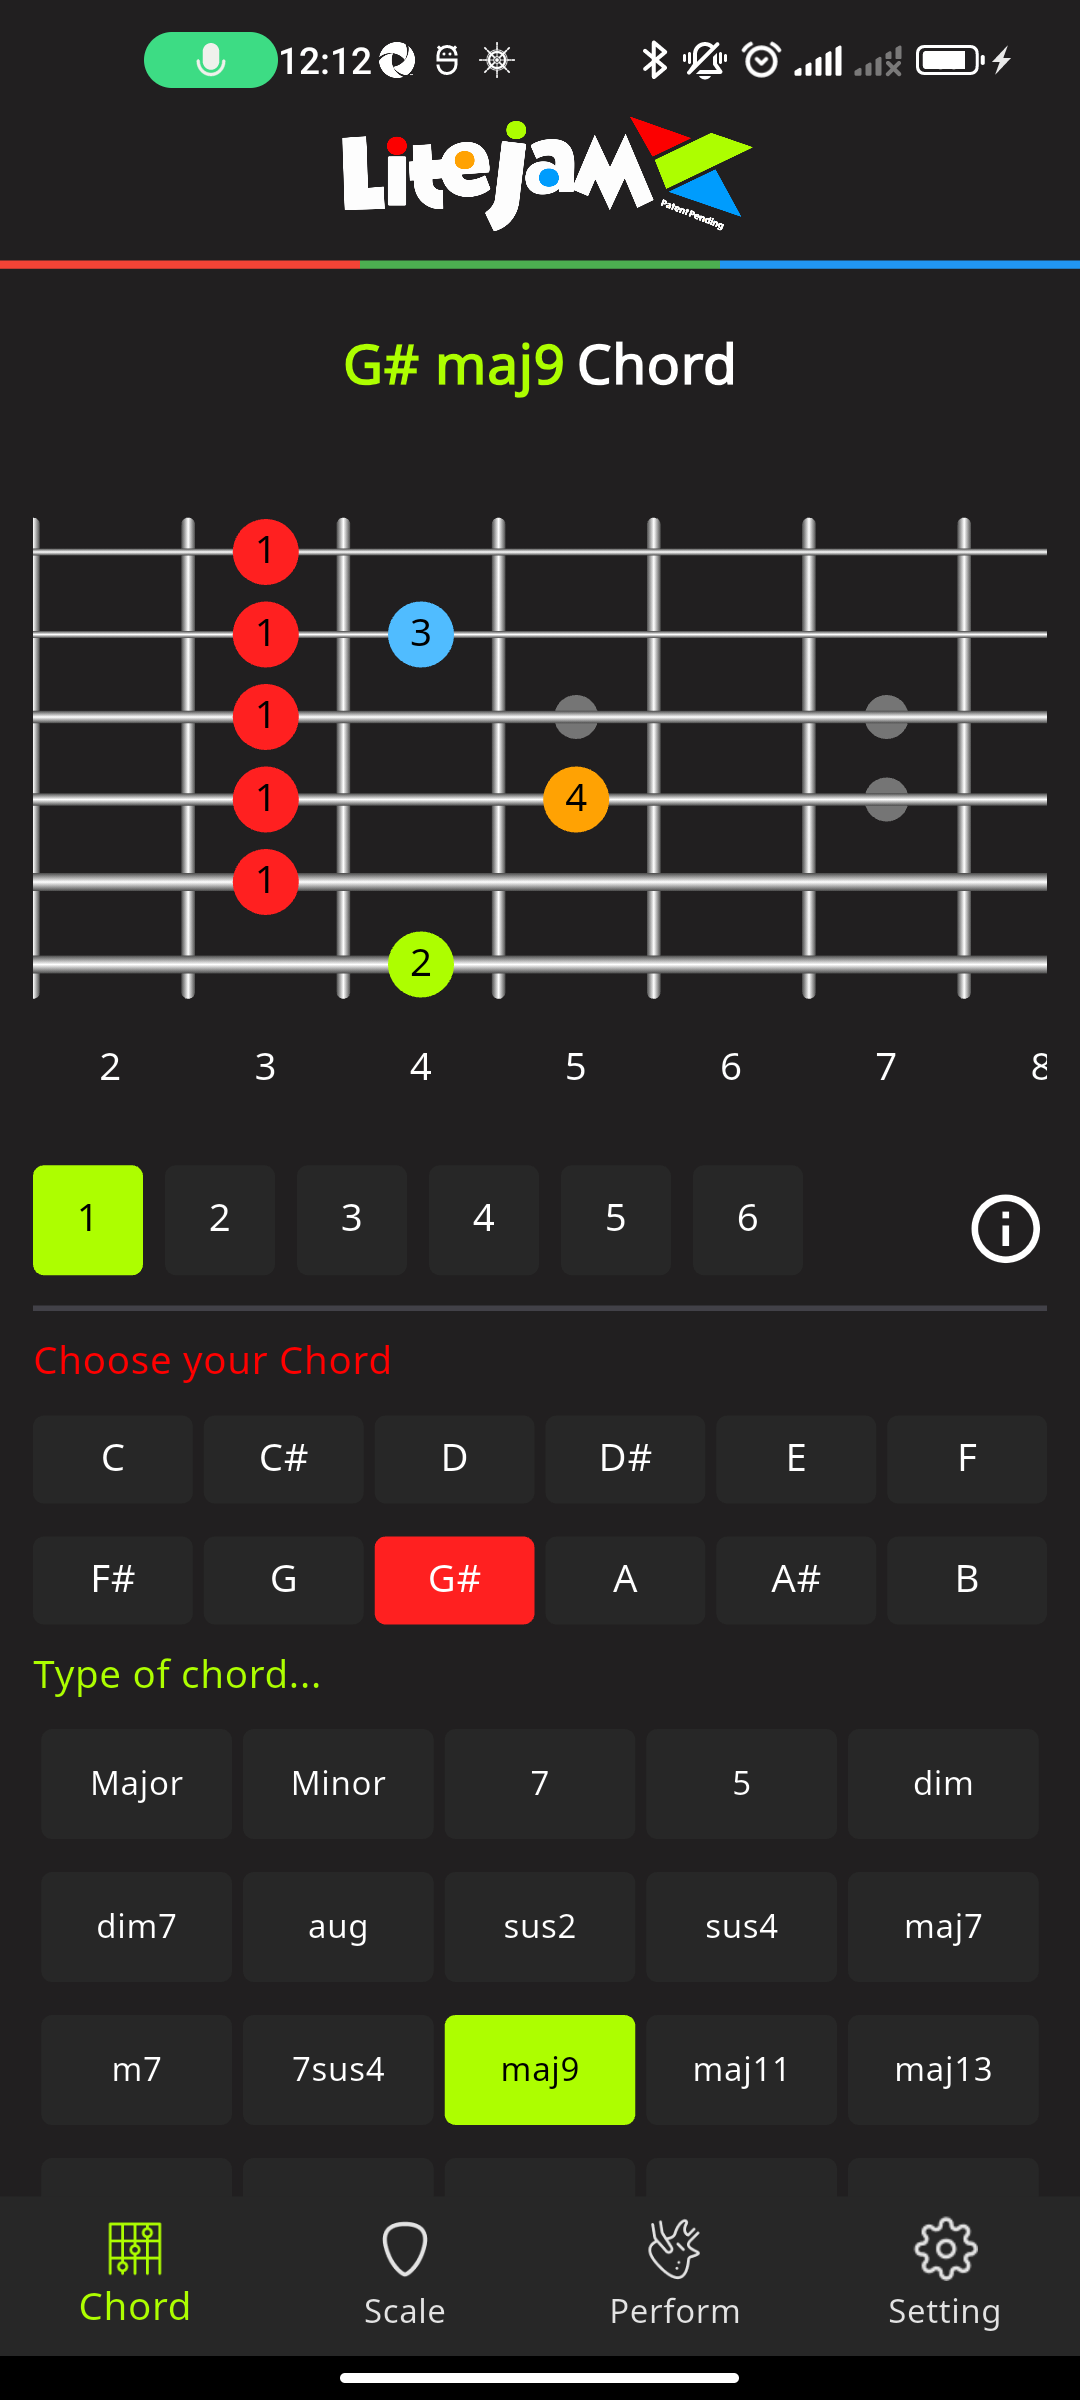 12:12
LitejaM
Patent Pending
G# maj9 Chord
1
1 3
1
1 4
1
2
2 3 4 5 6 7 8
1 2 3 4 5 6
Choose your Chord
C C# D D# E F
F# G G# A A# B
Type of chord...
Major Minor 7 5 dim
dim7 aug sus2 sus4 maj7
m7 7sus4 maj9 maj11 maj13
Chord Scale Perform Setting